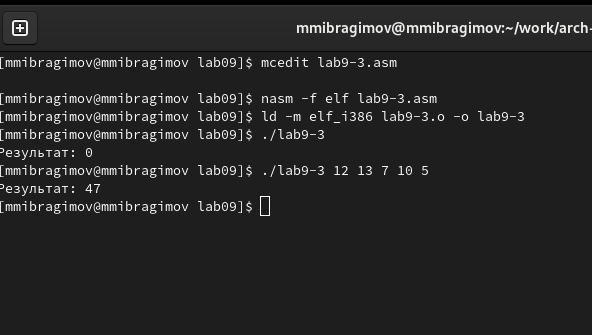 mmibragimov@mmibragimov:~/work/arch-
[mmibragimov@mmibragimov lab09]$ mcedit lab9-3.asm
[mmibragimov@mmibragimov lab09]$ nasm -f elf lab9-3.asm
[mmibragimov@mmibragimov lab09]$ ld -m elf_i386 lab9-3.o -o lab9-3
[mmibragimov@mmibragimov lab09]$ ./lab9-3
Результат: 0
[mmibragimov@mmibragimov lab09]$ ./lab9-3 12 13 7 10 5
Результат: 47
[mmibragimov@mmibragimov lab09]$